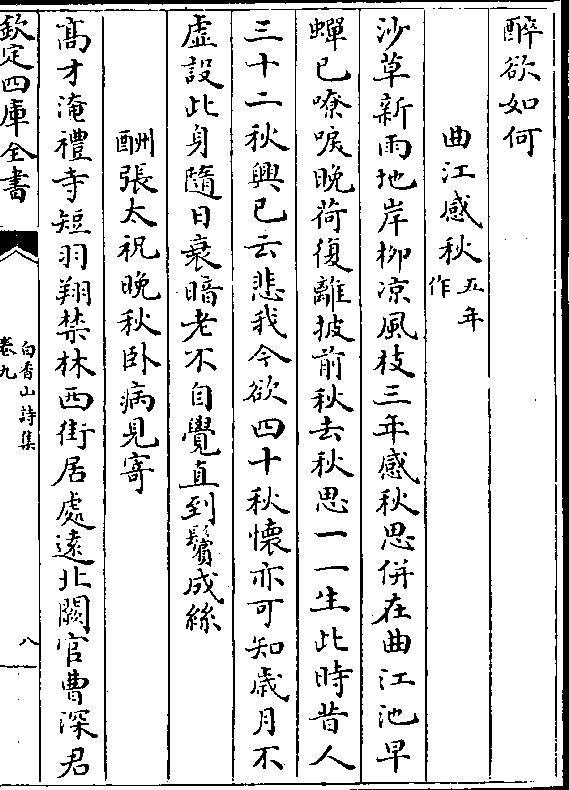 醉欲如何
曲江感秋五年作
沙草新雨地岸柳凉風枝三年感秋思併在曲江池早
蟬已嘹唳晚荷復離披前秋去秋思一一生此時昔人
三十二秋興已云悲我今欲四十秋懷亦可知歲月不
虚設此身隨日衰暗老不自覺直到鬢成絲
酬張太祝晚秋卧病見寄
高才淹禮寺短羽翔禁林西街居處遠北闕官曹深君
欽定四庫全書
白香山詩集
卷九
八